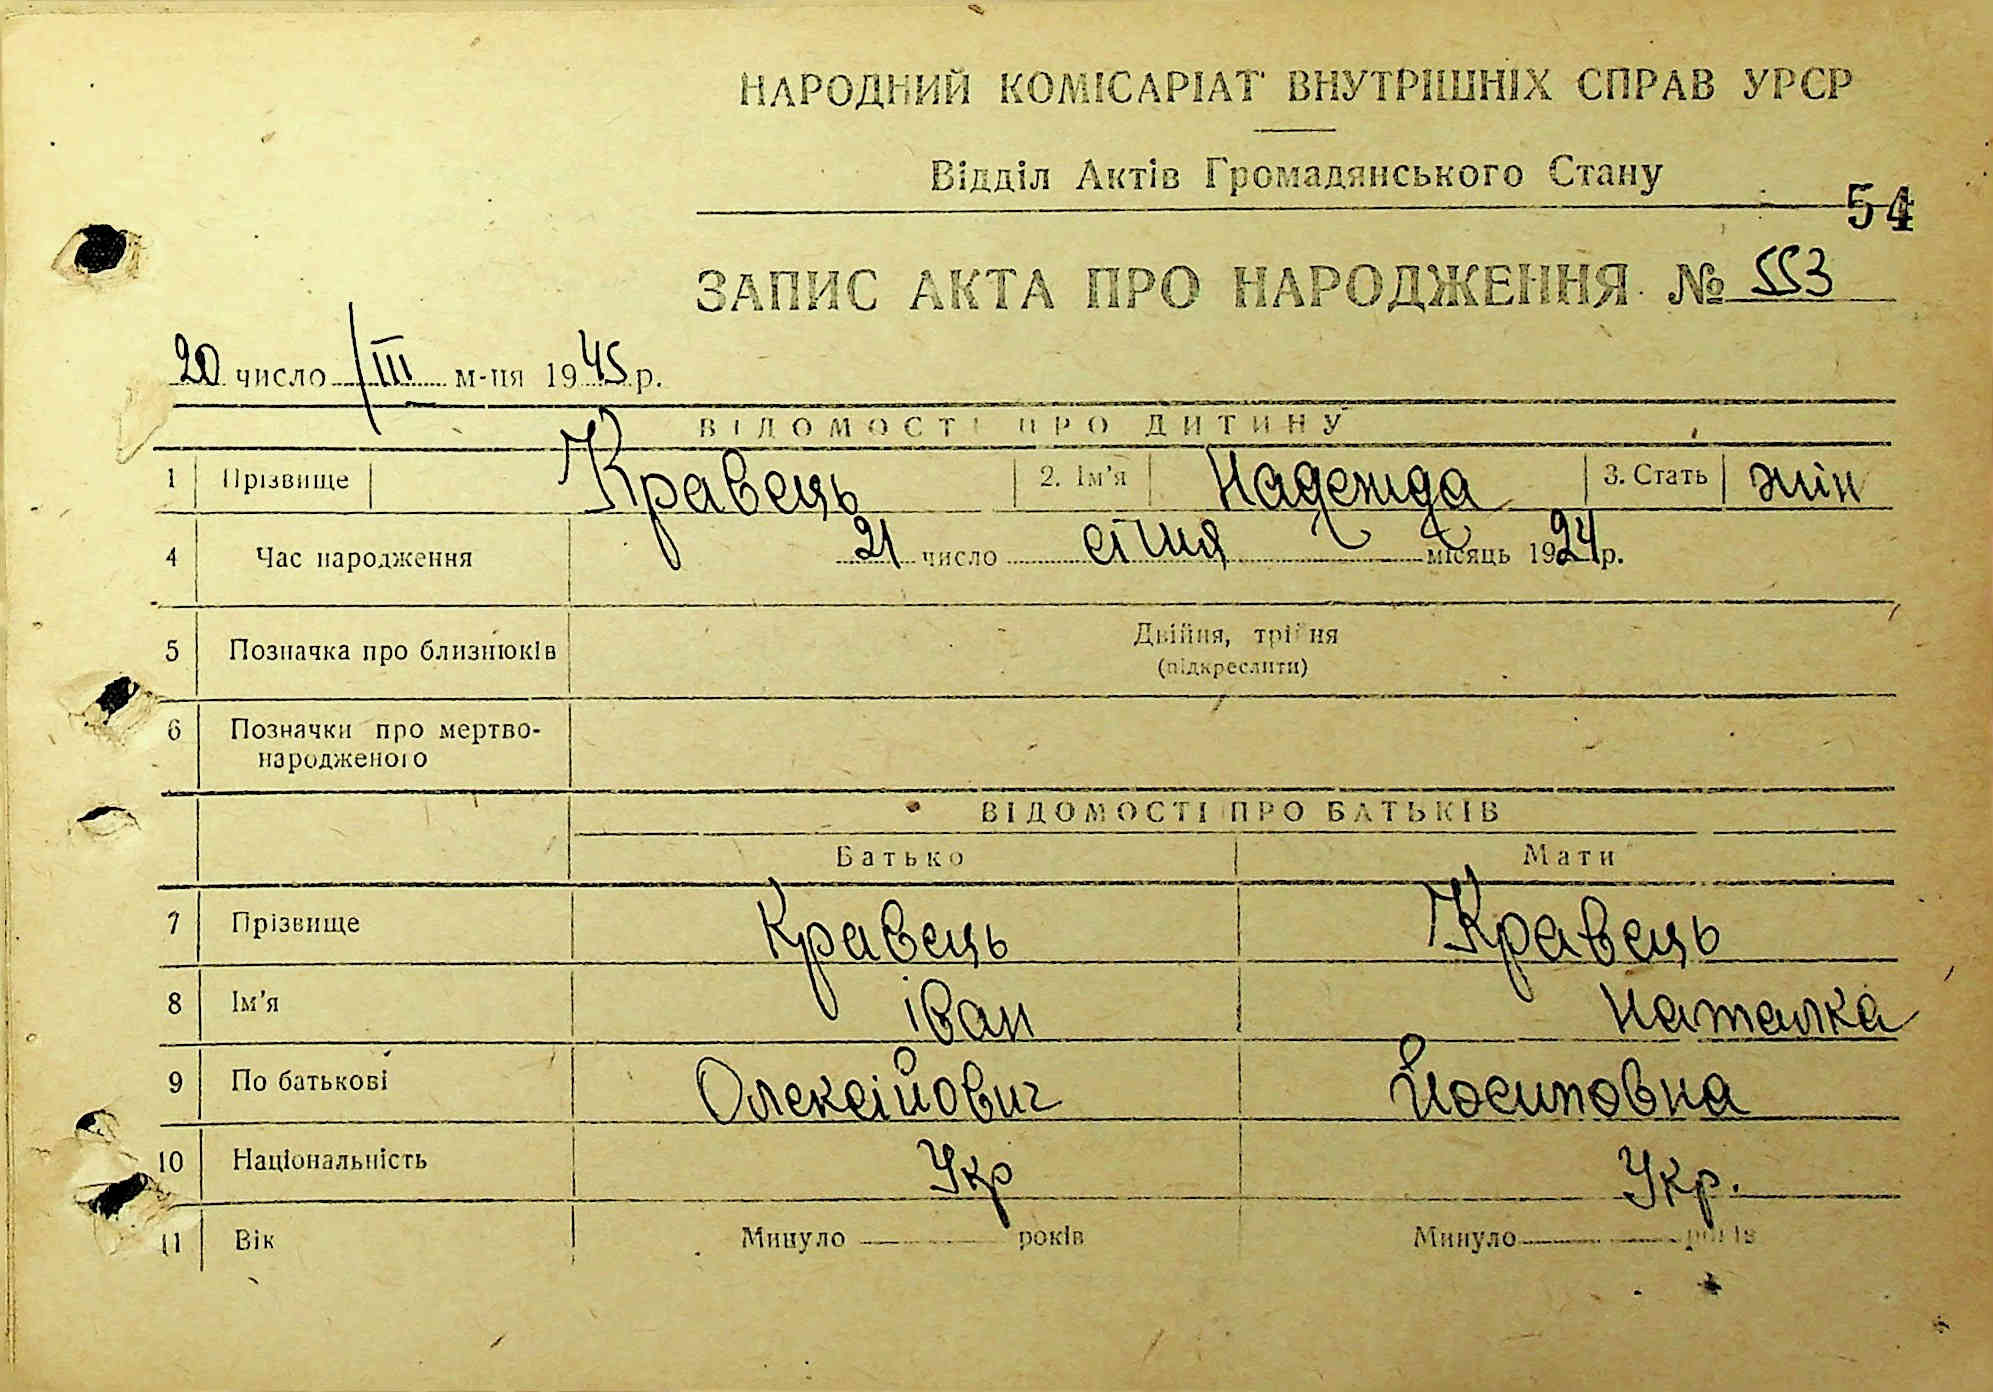 НАРОДНИЙ КОМІСАРІАТ ВНУТРІШНІХ СПРАВ УРСР
Відділ Актів Громадянського Стану
54
ЗАПИС АКТА ПРО НАРОДЖЕННЯ № 553
20 число III м-ця 1945 р.
ВІДОМОСТІ ПРО ДИТИНУ
1 Прізвище Кравець 2. Ім'я Надежда 3. Стать жін
4 Час народження 21 число січня місяць 1924 р.
5 Позначка про близнюків Двійня, трійня
(підкреслити)
6 Позначки про мертво-
народженого
ВІДОМОСТІ ПРО БАТЬКІВ
Батько Мати
7 Прізвище Кравець Кравець
8 Ім'я Іван Наталка
9 По батькові Олексійович Йосиповна
10 Національність Укр Укр.
11 Вік Минуло років Минуло років